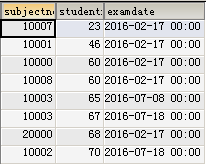 subjectn student examdate
10007 23 2016-02-17 00:00
10001 46 2016-02-17 00:00
10000 60 2016-02-17 00:00
10008 60 2016-02-17 00:00
10003 65 2016-07-08 00:00
10003 67 2016-07-18 00:00
20000 68 2016-02-17 00:00
10002 70 2016-07-18 00:00